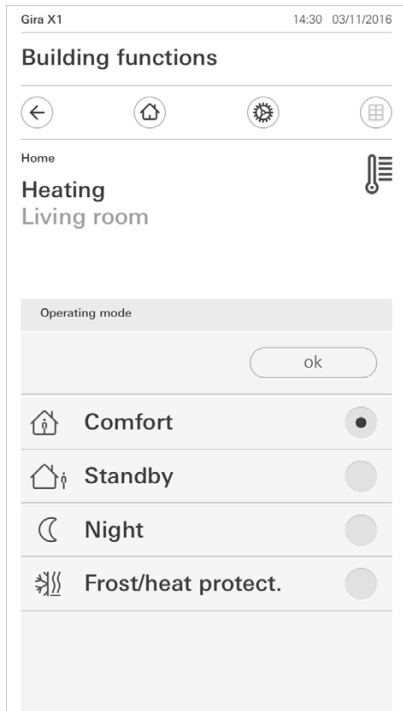 Gira X1 14:30 03/11/2016
Building functions
Home
Heating
Living room
Operating mode
ok
Comfort
Standby
Night
Frost/heat protect.